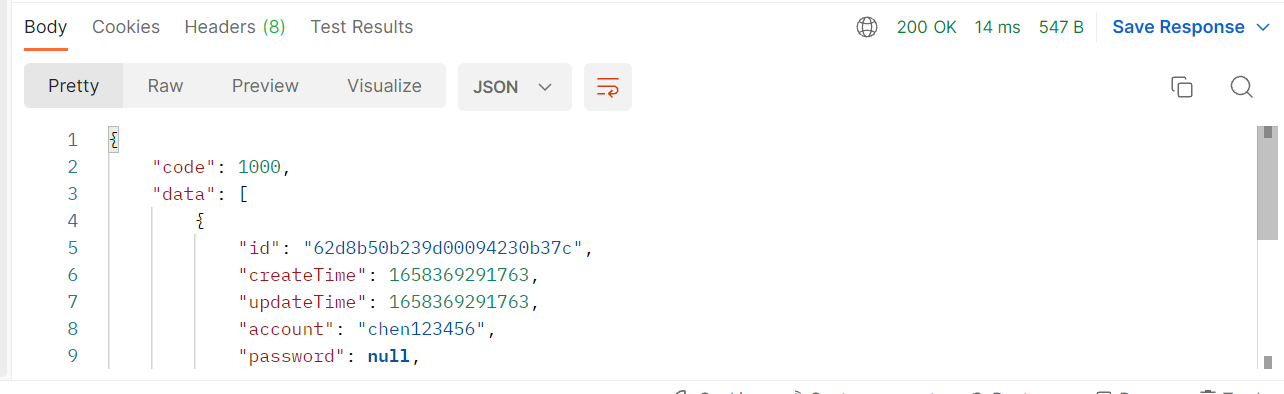 Body Cookies Headers (8) Test Results 200 OK 14 ms 547 B Save Response
Pretty Raw Preview Visualize JSON
1 {
2 "code": 1000,
3 "data": [
4 {
5 "id": "62d8b50b239d00094230b37c",
6 "createTime": 1658369291763,
7 "updateTime": 1658369291763,
8 "account": "chen123456",
9 "password": null,